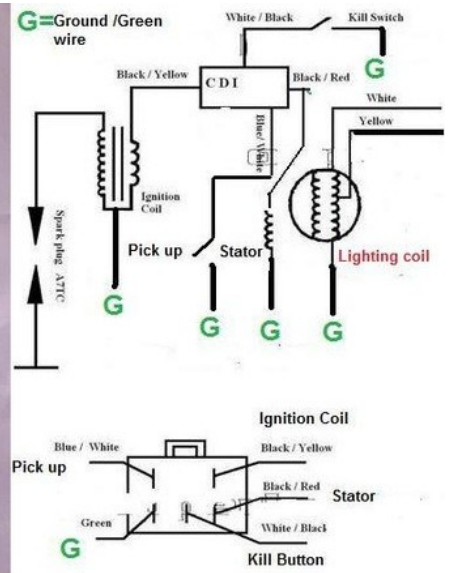 G=Ground /Green
wire
White / Black
Kill Switch
G
Black / Yellow
CDI
Black / Red
White
Yellow
Blue/ White
Ignition
Coil
Spark plug A7TC
Pick up
Stator
Lighting coil
G
G
G
G
Ignition Coil
Blue / White
Black / Yellow
Pick up
Black / Red
Stator
Green
White / Black
G
Kill Button